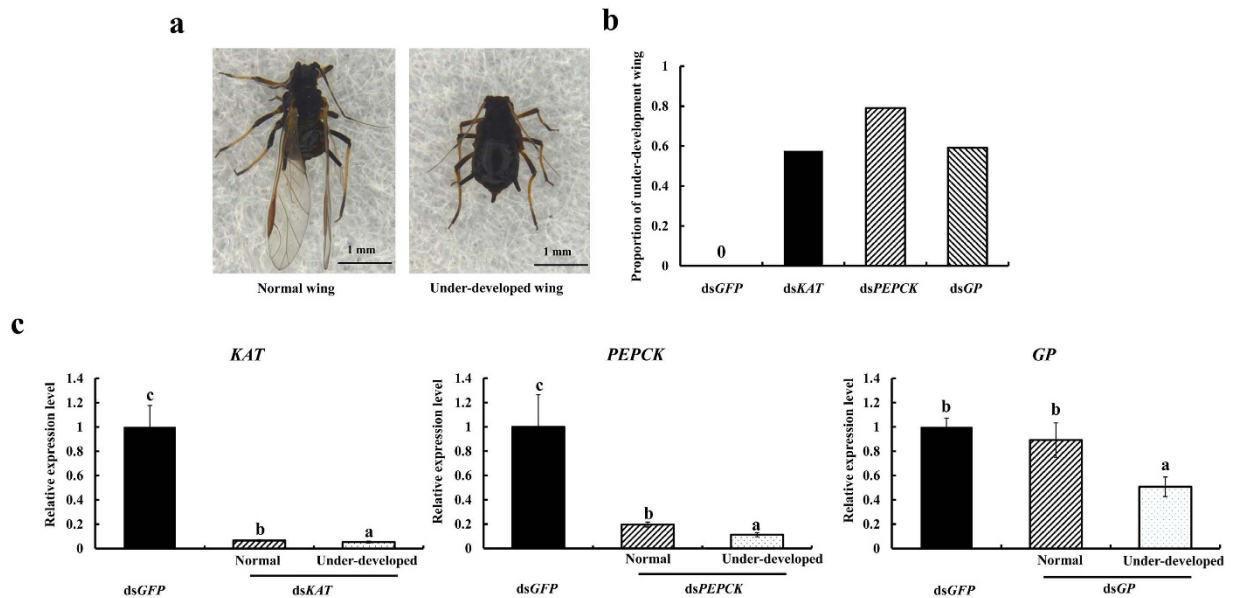 a
1 mm
1 mm
Normal wing
Under-developed wing
b
Proportion of under-development wing
1
0.8
0.6
0.4
0.2
0
0
dsGFP
dsKAT
dsPEPCK
dsGP
c
KAT
Relative expression level
1.4
1.2
1
0.8
0.6
0.4
0.2
0
c
b
a
Normal
Under-developed
dsGFP
dsKAT
PEPCK
Relative expression level
1.4
1.2
1
0.8
0.6
0.4
0.2
0
c
b
a
Normal
Under-developed
dsGFP
dsPEPCK
GP
Relative expression level
1.4
1.2
1
0.8
0.6
0.4
0.2
0
b
b
a
Normal
Under-developed
dsGFP
dsGP